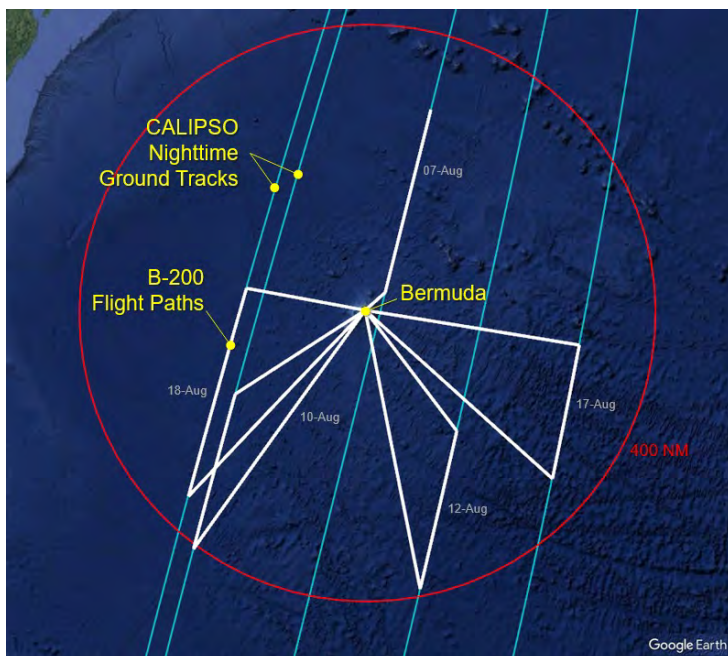 CALIPSO
Nighttime
Ground Tracks
07-Aug
B-200
Flight Paths
Bermuda
18-Aug
10-Aug
17-Aug
400 NM
12-Aug
Google Earth